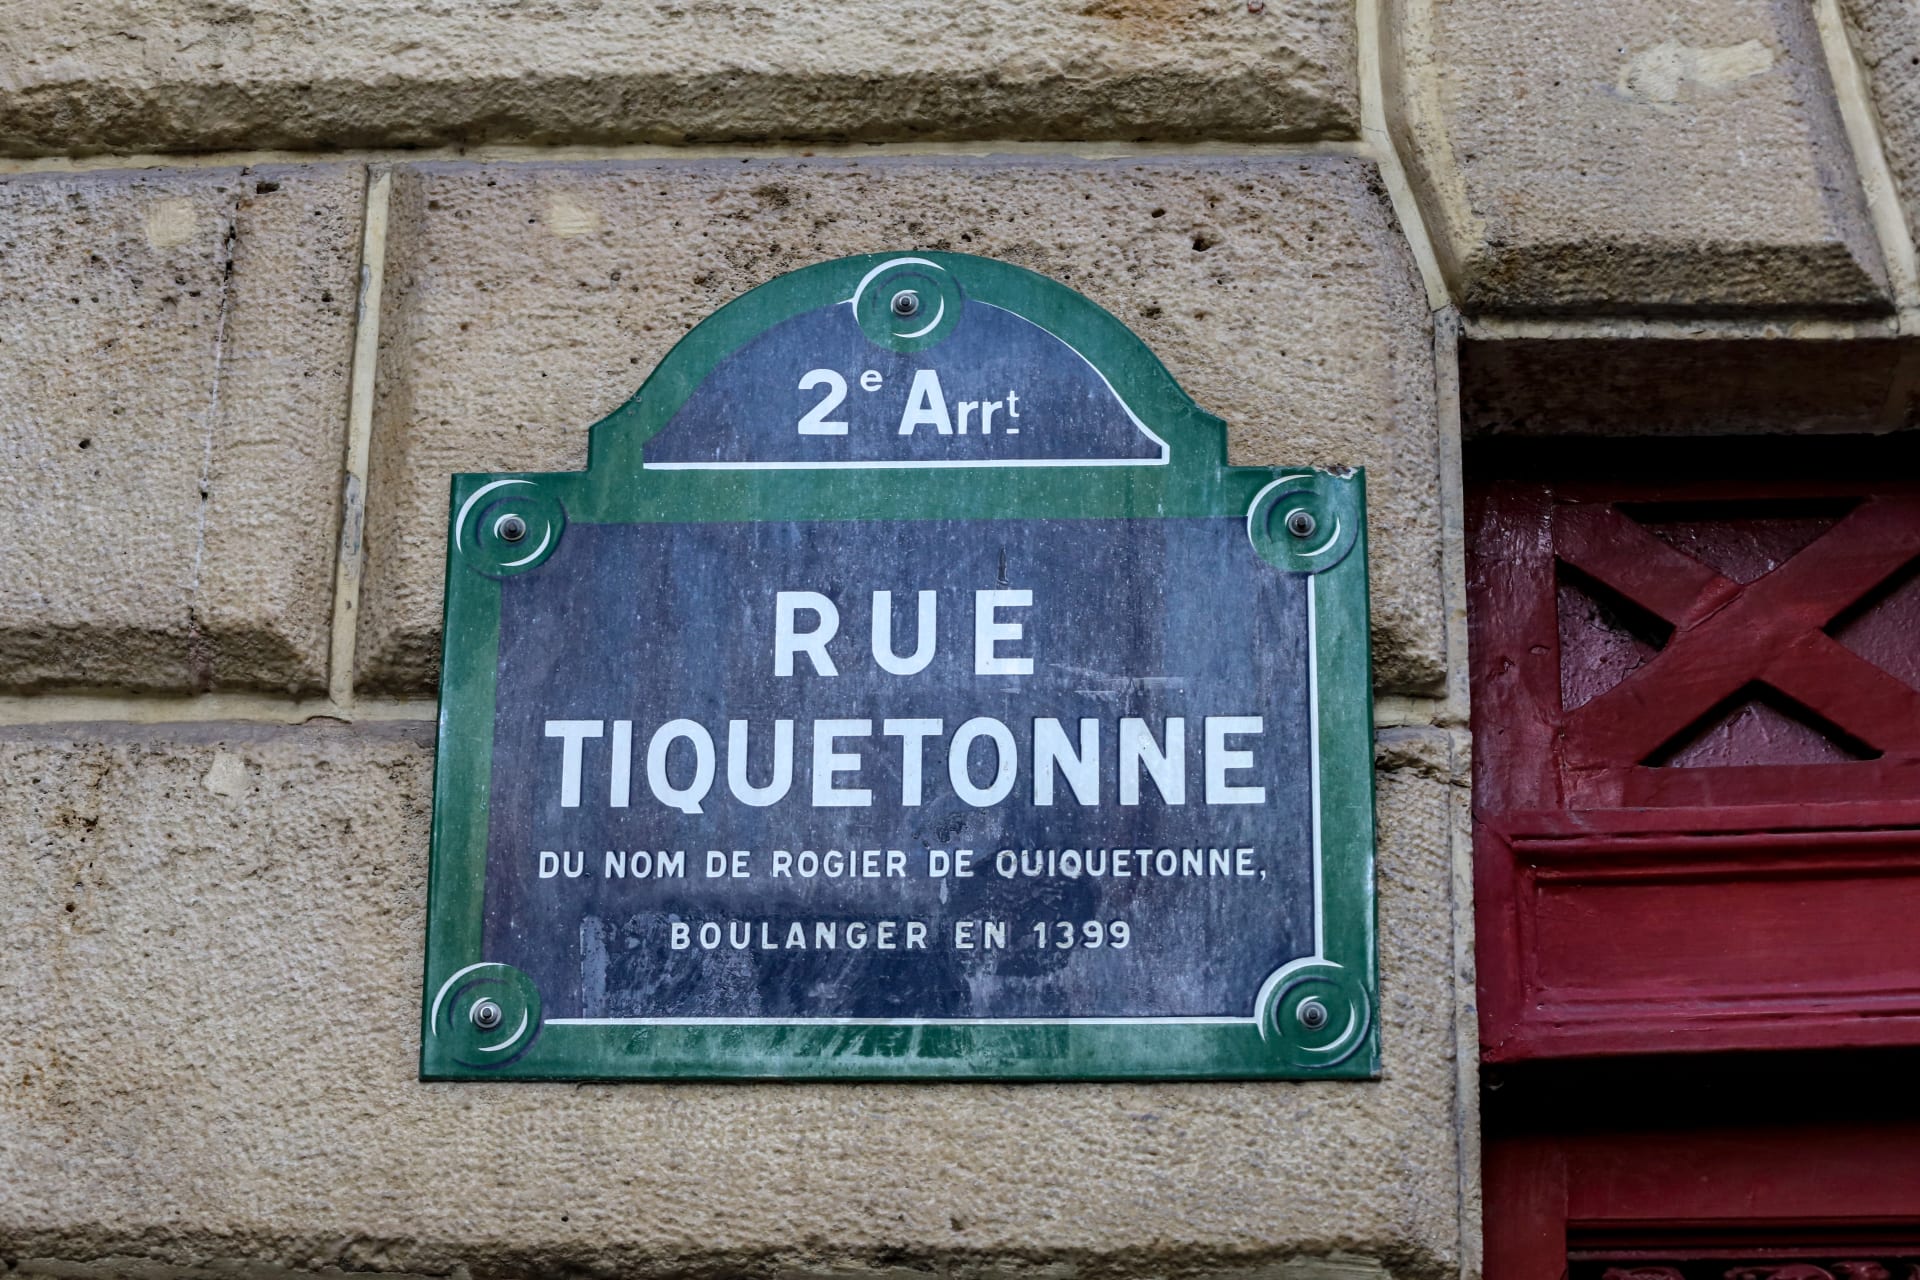 2e Arrt
RUE
TIQUETONNE
DU NOM DE ROGIER DE QUIQUETONNE,
BOULANGER EN 1399